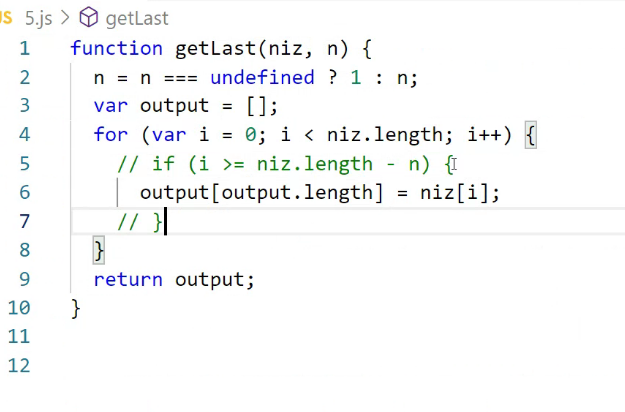 JS 5.js > getLast
1 function getLast(niz, n) {
2   n = n === undefined ? 1 : n;
3   var output = [];
4   for (var i = 0; i < niz.length; i++) {
5     // if (i >= niz.length - n) {
6       output[output.length] = niz[i];
7     // }
8   }
9   return output;
10 }
11
12